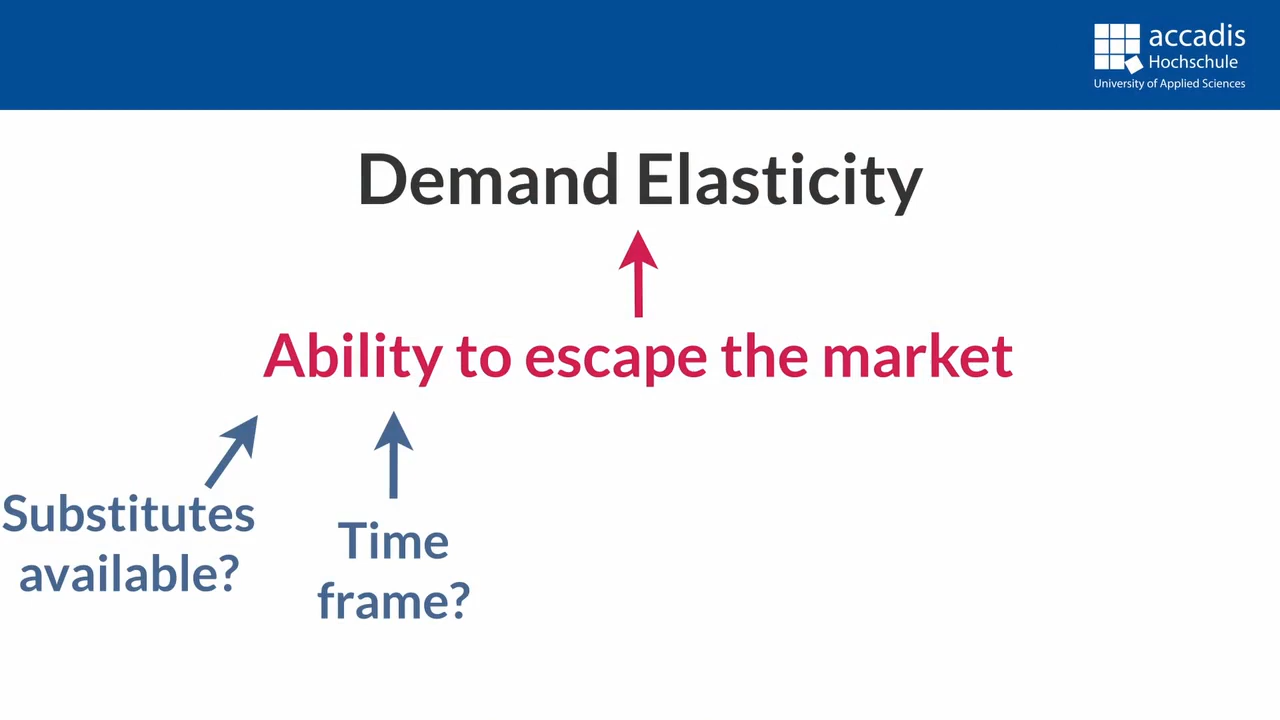 accadis
Hochschule
University of Applied Sciences
Demand Elasticity
Ability to escape the market
Substitutes
available?
Time
frame?